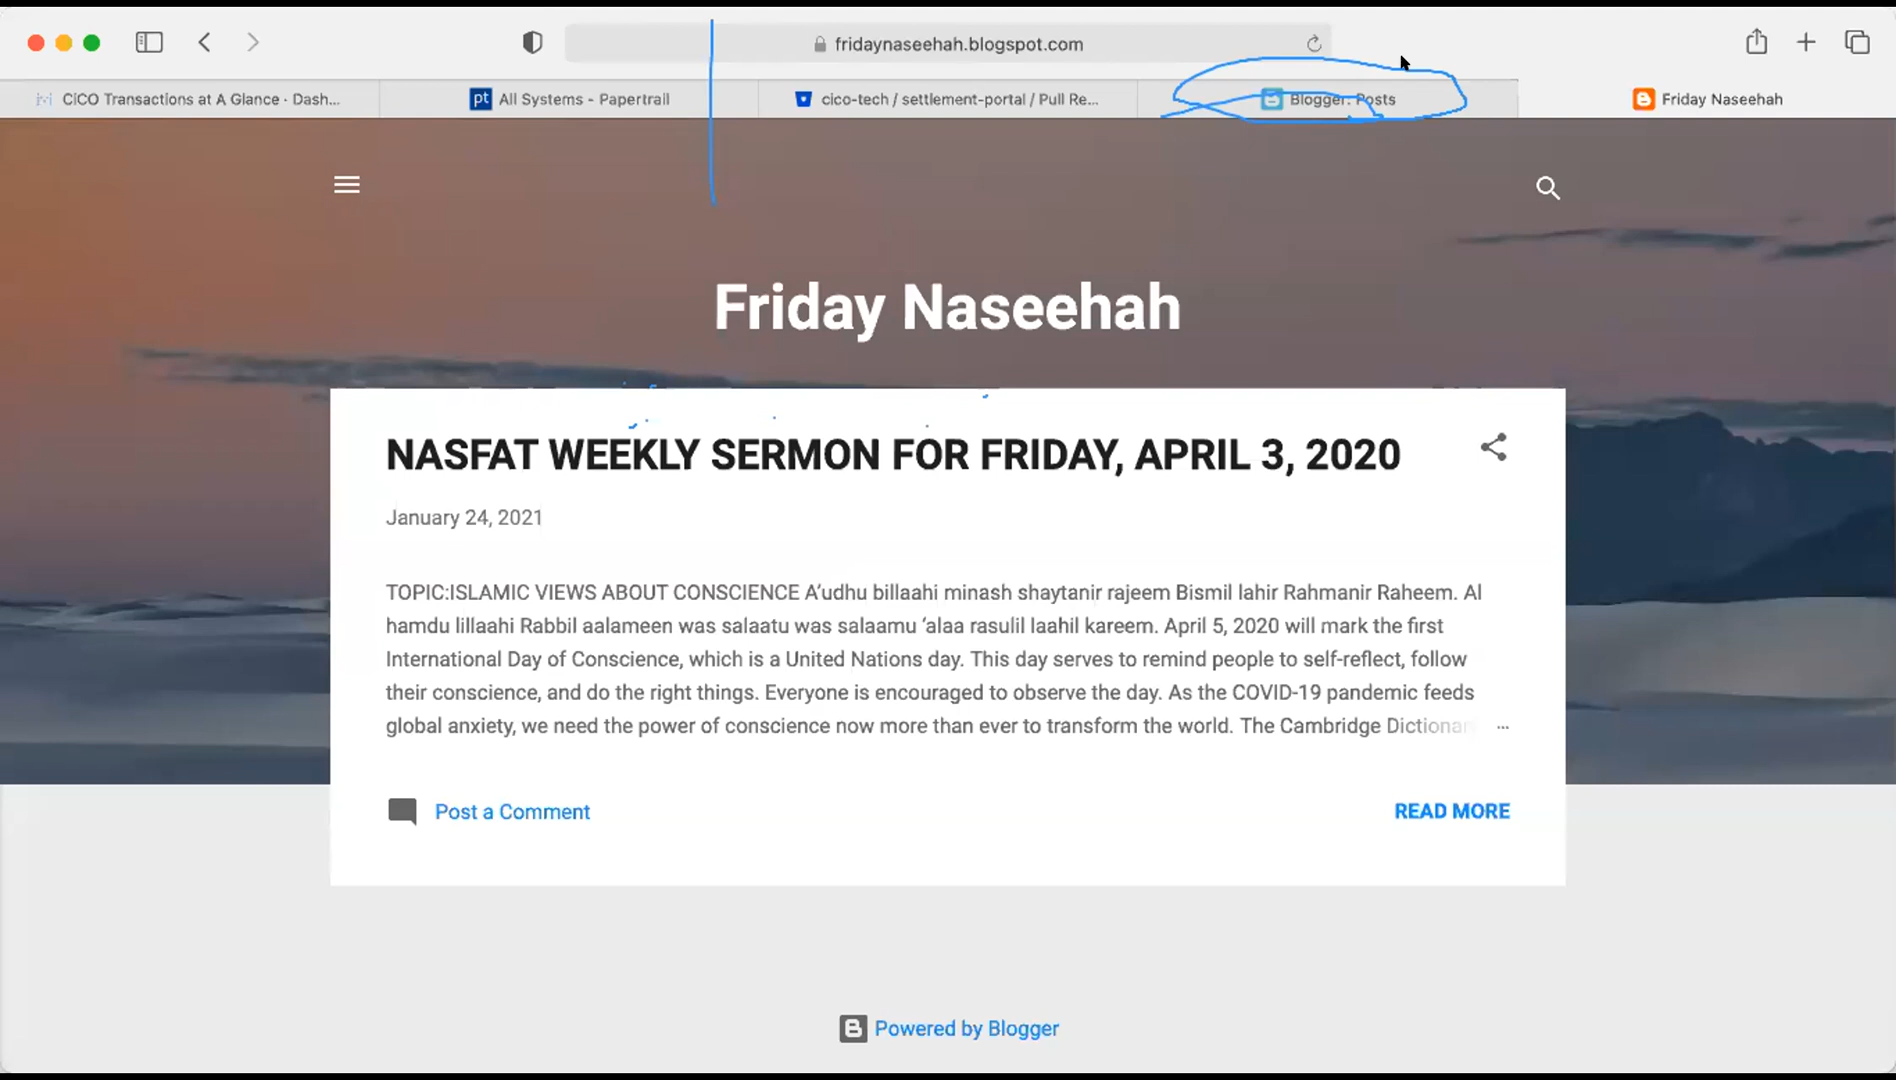 fridaynaseehah.blogspot.com
CiCO Transactions at A Glance · Dash...
pt All Systems - Papertrail
cico-tech / settlement-portal / Pull Re...
Blogger: Posts
Friday Naseehah
Friday Naseehah
NASFAT WEEKLY SERMON FOR FRIDAY, APRIL 3, 2020
January 24, 2021
TOPIC:ISLAMIC VIEWS ABOUT CONSCIENCE A’udhu billaahi minash shaytanir rajeem Bismil lahir Rahmanir Raheem. Al
hamdu lillaahi Rabbil aalameen was salaatu was salaamu ‘alaa rasulil laahil kareem. April 5, 2020 will mark the first
International Day of Conscience, which is a United Nations day. This day serves to remind people to self-reflect, follow
their conscience, and do the right things. Everyone is encouraged to observe the day. As the COVID-19 pandemic feeds
global anxiety, we need the power of conscience now more than ever to transform the world. The Cambridge Dictionar ...
Post a Comment
READ MORE
Powered by Blogger